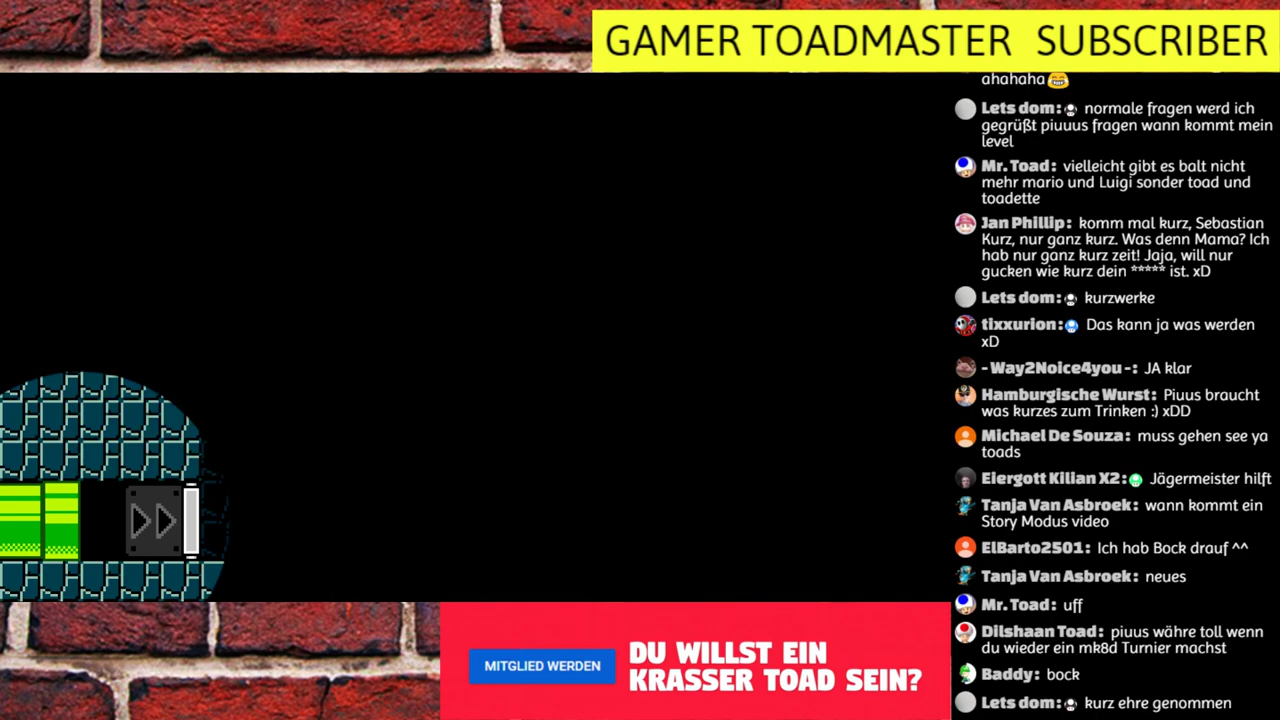 GAMER TOADMASTER SUBSCRIBER
ahahaha😂
Lets dom: normale fragen werd ich
gegrüßt piuuus fragen wann kommt mein
level
Mr. Toad: vielleicht gibt es balt nicht
mehr mario und Luigi sonder toad und
toadette
Jan Phillip: komm mal kurz, Sebastian
Kurz, nur ganz kurz. Was denn Mama? Ich
hab nur ganz kurz zeit! Jaja, will nur
gucken wie kurz dein ***** ist. xD
Lets dom: kurzwerke
tixxurion: Das kann ja was werden
xD
-Way2Noice4you-: JA klar
Hamburgische Wurst: Piuus braucht
was kurzes zum Trinken :) xDD
Michael De Souza: muss gehen see ya
toads
Eiergott Kilian X2: Jägermeister hilft
Tanja Van Asbroek: wann kommt ein
Story Modus video
ElBarto2501: Ich hab Bock drauf ^^
Tanja Van Asbroek: neues
Mr. Toad: uff
Dilshaan Toad: piuus währe toll wenn
du wieder ein mk8d Turnier machst
Baddy: bock
Lets dom: kurz ehre genommen
MITGLIED WERDEN
DU WILLST EIN
KRASSER TOAD SEIN?